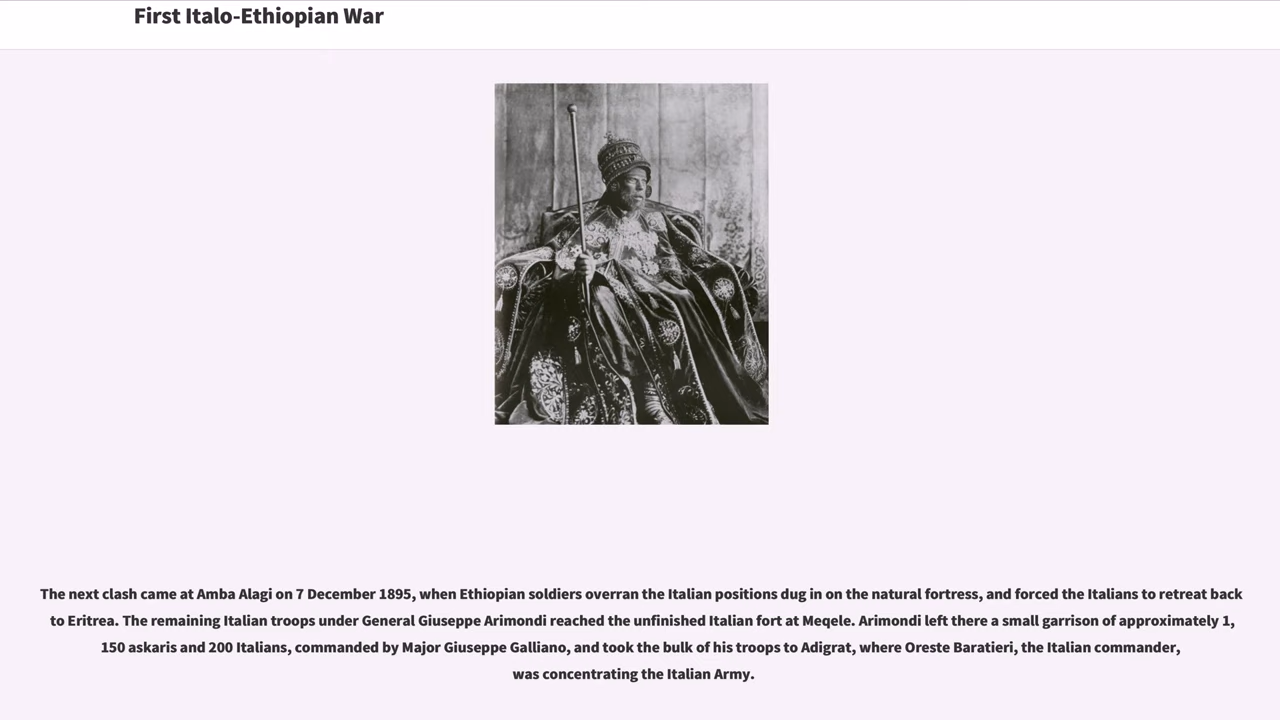 First Italo-Ethiopian War
The next clash came at Amba Alagi on 7 December 1895, when Ethiopian soldiers overran the Italian positions dug in on the natural fortress, and forced the Italians to retreat back
to Eritrea. The remaining Italian troops under General Giuseppe Arimondi reached the unfinished Italian fort at Meqele. Arimondi left there a small garrison of approximately 1,
150 askaris and 200 Italians, commanded by Major Giuseppe Galliano, and took the bulk of his troops to Adigrat, where Oreste Baratieri, the Italian commander,
was concentrating the Italian Army.